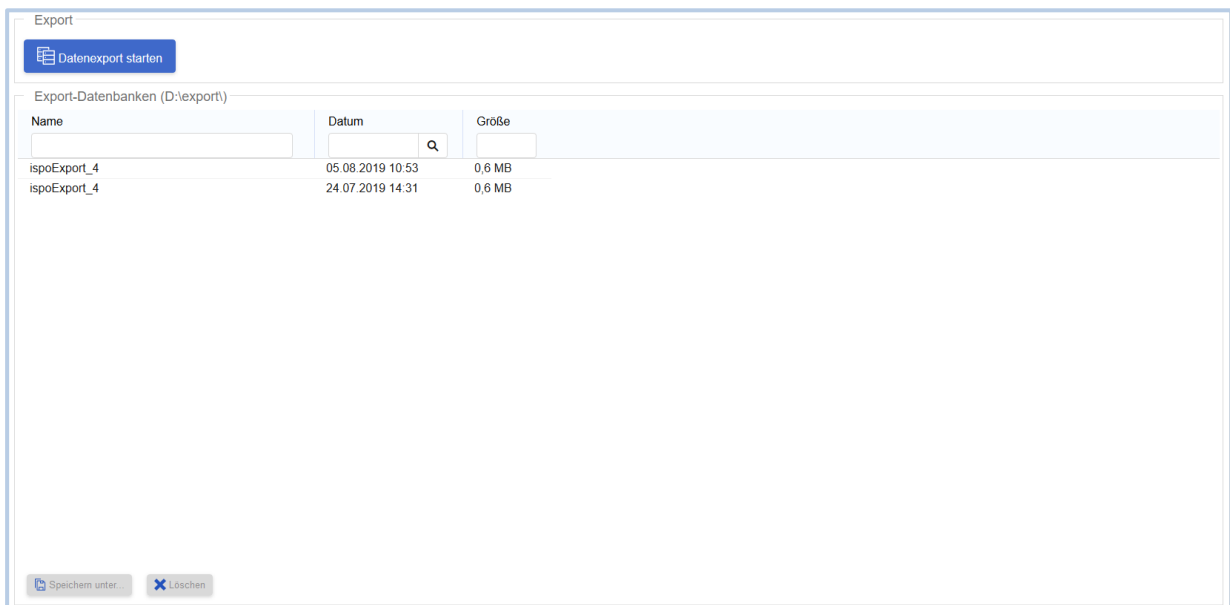 Export
Datenexport starten
Export-Datenbanken (D:\export\)
Name Datum Größe
ispoExport_4 05.08.2019 10:53 0,6 MB
ispoExport_4 24.07.2019 14:31 0,6 MB
Speichern unter... Löschen